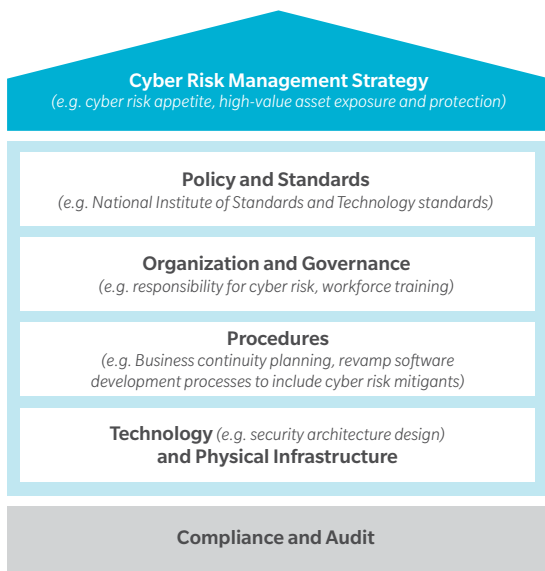 Cyber Risk Management Strategy
(e.g. cyber risk appetite, high-value asset exposure and protection)
Policy and Standards
(e.g. National Institute of Standards and Technology standards)
Organization and Governance
(e.g. responsibility for cyber risk, workforce training)
Procedures
(e.g. Business continuity planning, revamp software
development processes to include cyber risk mitigants)
Technology (e.g. security architecture design)
and Physical Infrastructure
Compliance and Audit